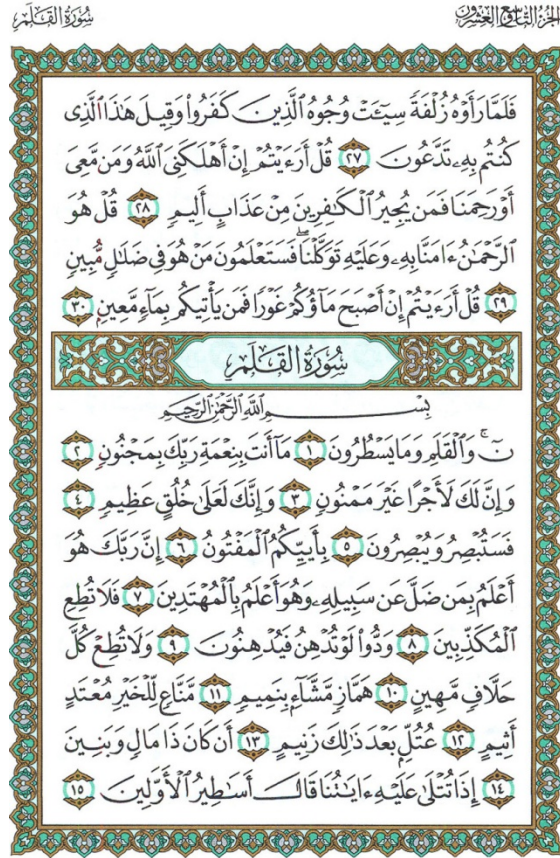 الجزء التاسع والعشرون
سورة القلم
فَلَمَّا رَأَوْهُ زُلْفَةً سِيٓـَٔتْ وُجُوهُ ٱلَّذِينَ كَفَرُوا۟ وَقِيلَ هَٰذَا ٱلَّذِى
كُنتُم بِهِۦ تَدَّعُونَ ٢٧ قُلْ أَرَءَيْتُمْ إِنْ أَهْلَكَنِىَ ٱللَّهُ وَمَن مَّعِىَ
أَوْ رَحِمَنَا فَمَن يُجِيرُ ٱلْكَٰفِرِينَ مِنْ عَذَابٍ أَلِيمٍ ٢٨ قُلْ هُوَ
ٱلرَّحْمَٰنُ ءَامَنَّا بِهِۦ وَعَلَيْهِ تَوَكَّلْنَا ۖ فَسَتَعْلَمُونَ مَنْ هُوَ فِى ضَلَٰلٍ مُّبِينٍ
٢٩ قُلْ أَرَءَيْتُمْ إِنْ أَصْبَحَ مَآؤُكُمْ غَوْرًا فَمَن يَأْتِيكُم بِمَآءٍ مَّعِينٍۭ ٣٠
سُورَةُ القَلَمِ
بِسْمِ ٱللَّهِ ٱلرَّحْمَٰنِ ٱلرَّحِيمِ
نٓ ۚ وَٱلْقَلَمِ وَمَا يَسْطُرُونَ ١ مَآ أَنتَ بِنِعْمَةِ رَبِّكَ بِمَجْنُونٍ ٢
وَإِنَّ لَكَ لَأَجْرًا غَيْرَ مَمْنُونٍ ٣ وَإِنَّكَ لَعَلَىٰ خُلُقٍ عَظِيمٍ ٤
فَسَتُبْصِرُ وَيُبْصِرُونَ ٥ بِأَييِّكُمُ ٱلْمَفْتُونُ ٦ إِنَّ رَبَّكَ هُوَ
أَعْلَمُ بِمَن ضَلَّ عَن سَبِيلِهِۦ وَهُوَ أَعْلَمُ بِٱلْمُهْتَدِينَ ٧ فَلَا تُطِعِ
ٱلْمُكَذِّبِينَ ٨ وَدُّوا۟ لَوْ تُدْهِنُ فَيُدْهِنُونَ ٩ وَلَا تُطِعْ كُلَّ
حَلَّافٍ مَّهِينٍ ١٠ هَمَّازٍ مَّشَّآءٍۭ بِنَمِيمٍ ١١ مَّنَّاعٍ لِّلْخَيْرِ مُعْتَدٍ
أَثِيمٍ ١٢ عُتُلٍّۭ بَعْدَ ذَٰلِكَ زَنِيمٍ ١٣ أَن كَانَ ذَا مَالٍ وَبَنِينَ
١٤ إِذَا تُتْلَىٰ عَلَيْهِ ءَايَٰتُنَا قَالَ أَسَٰطِيرُ ٱلْأَوَّلِينَ ١٥